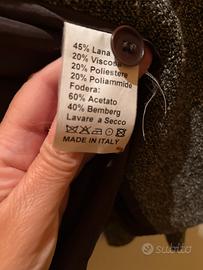 45% Lana
20% Viscosa
20% Poliestere
20% Poliammide
Fodera:
60% Acetato
40% Bemberg
Lavare a Secco
MADE IN ITALY
subito